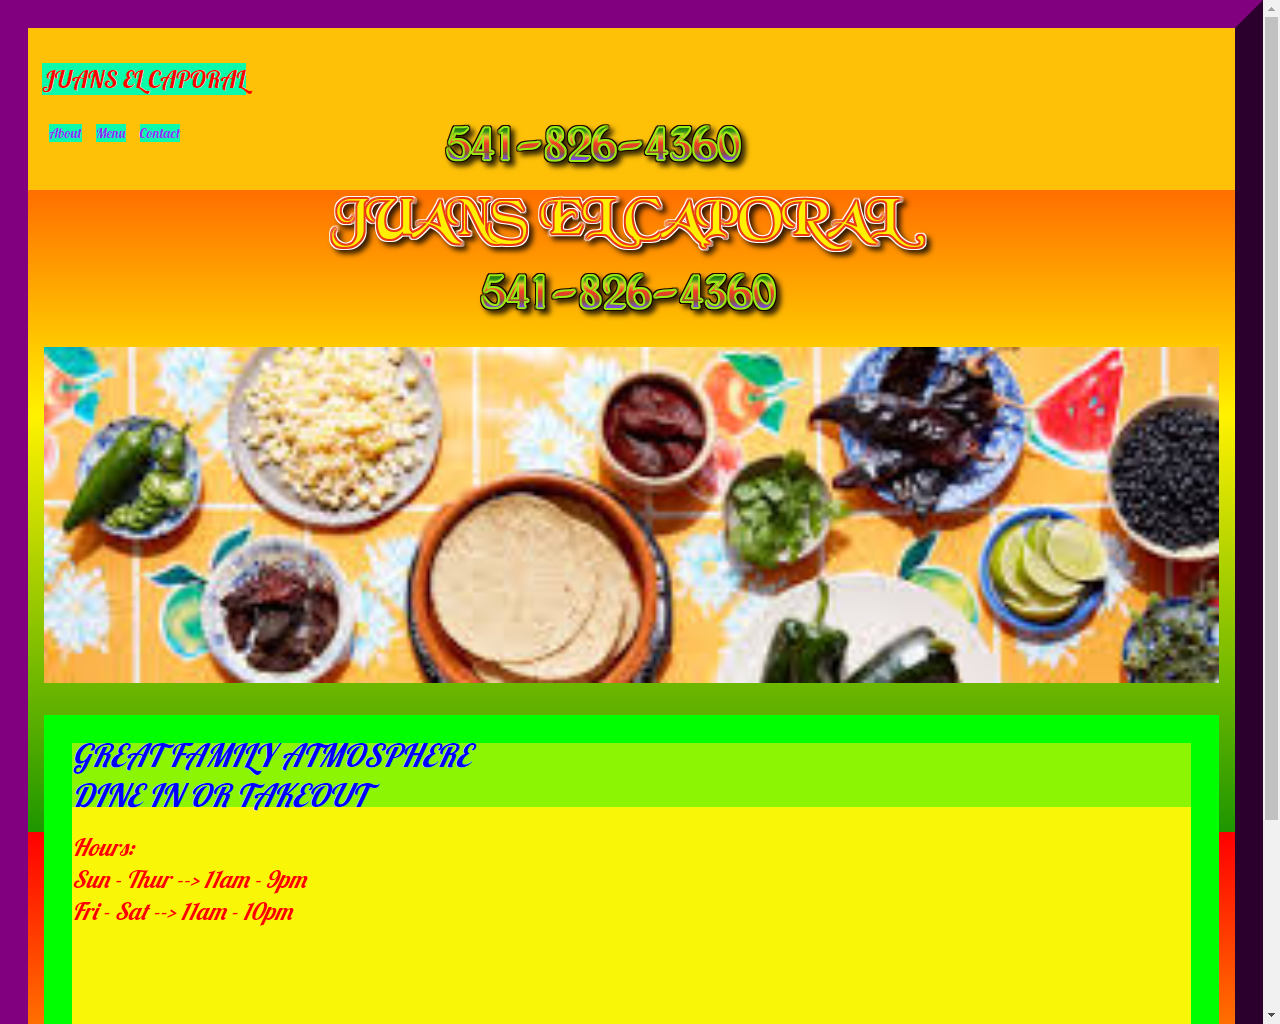 JUANS EL CAPORAL
About Menu Contact
541-826-4360
JUANS EL CAPORAL
541-826-4360
GREAT FAMILY ATMOSPHERE
DINE IN OR TAKEOUT
Hours:
Sun - Thur --> 11am - 9pm
Fri - Sat --> 11am - 10pm